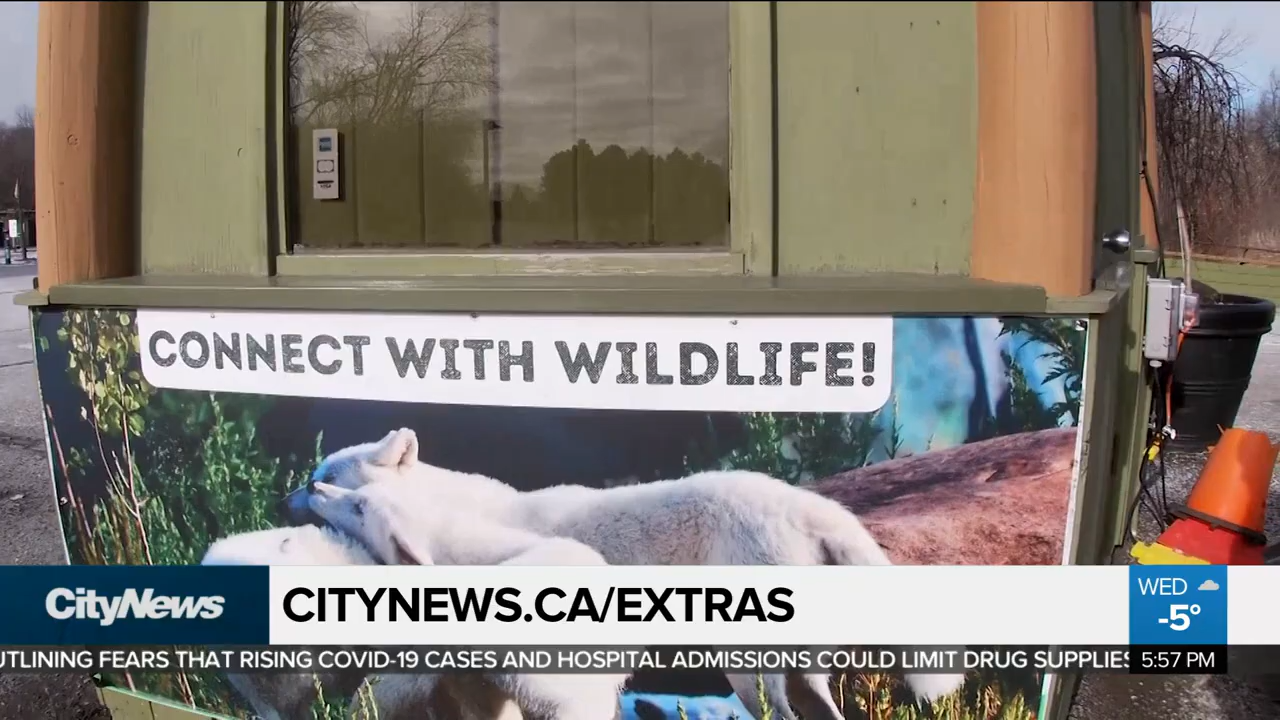 CONNECT WITH WILDLIFE!
CityNews
CITYNEWS.CA/EXTRAS
WED
-5°
UTLINING FEARS THAT RISING COVID-19 CASES AND HOSPITAL ADMISSIONS COULD LIMIT DRUG SUPPLIES
5:57 PM